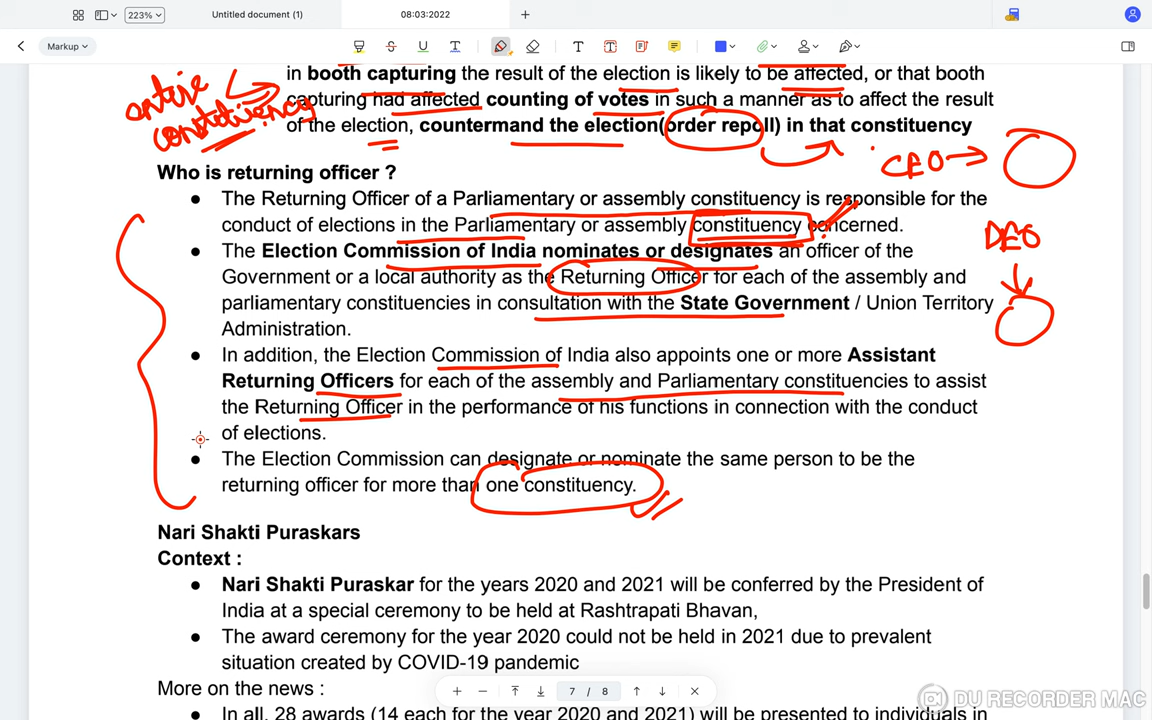 223%
Untitled document (1)
08:03:2022
Markup
in booth capturing the result of the election is likely to be affected, or that booth
capturing had affected counting of votes in such a manner as to affect the result
of the election, countermand the election(order repoll) in that constituency
entire
constituency
CEO
DEO
Who is returning officer ?
The Returning Officer of a Parliamentary or assembly constituency is responsible for the
conduct of elections in the Parliamentary or assembly constituency concerned.
The Election Commission of India nominates or designates an officer of the
Government or a local authority as the Returning Officer for each of the assembly and
parliamentary constituencies in consultation with the State Government / Union Territory
Administration.
In addition, the Election Commission of India also appoints one or more Assistant
Returning Officers for each of the assembly and Parliamentary constituencies to assist
the Returning Officer in the performance of his functions in connection with the conduct
of elections.
The Election Commission can designate or nominate the same person to be the
returning officer for more than one constituency.
Nari Shakti Puraskars
Context :
Nari Shakti Puraskar for the years 2020 and 2021 will be conferred by the President of
India at a special ceremony to be held at Rashtrapati Bhavan,
The award ceremony for the year 2020 could not be held in 2021 due to prevalent
situation created by COVID-19 pandemic
More on the news :
In all, 28 awards (14 each for the year 2020 and 2021) will be presented to individuals in
7 / 8
DU RECORDER MAC